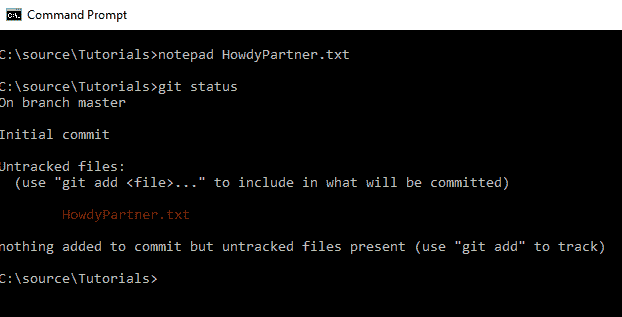 Command Prompt
C:\source\Tutorials>notepad HowdyPartner.txt
C:\source\Tutorials>git status
On branch master
Initial commit
Untracked files:
  (use "git add <file>..." to include in what will be committed)
        HowdyPartner.txt
nothing added to commit but untracked files present (use "git add" to track)
C:\source\Tutorials>